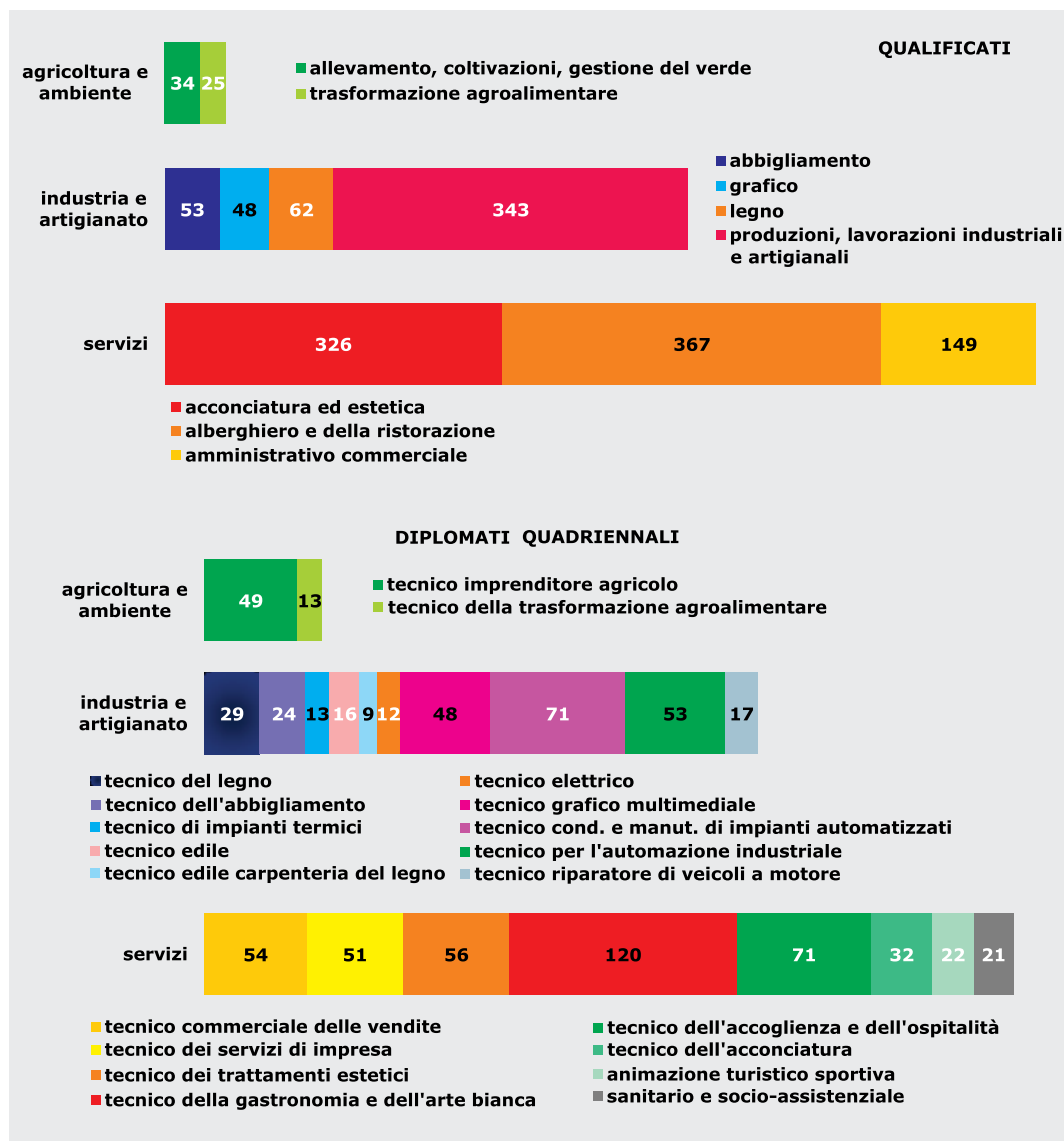 QUALIFICATI
agricoltura e
ambiente
34 25
allevamento, coltivazioni, gestione del verde
trasformazione agroalimentare
industria e
artigianato
53 48 62 343
abbigliamento
grafico
legno
produzioni, lavorazioni industriali
e artigianali
servizi
326 367 149
acconciatura ed estetica
alberghiero e della ristorazione
amministrativo commerciale
DIPLOMATI QUADRIENNALI
agricoltura e
ambiente
49 13
tecnico imprenditore agricolo
tecnico della trasformazione agroalimentare
industria e
artigianato
29 24 13 16 9 12 48 71 53 17
tecnico del legno
tecnico dell'abbigliamento
tecnico di impianti termici
tecnico edile
tecnico edile carpenteria del legno
tecnico elettrico
tecnico grafico multimediale
tecnico cond. e manut. di impianti automatizzati
tecnico per l'automazione industriale
tecnico riparatore di veicoli a motore
servizi
54 51 56 120 71 32 22 21
tecnico commerciale delle vendite
tecnico dei servizi di impresa
tecnico dei trattamenti estetici
tecnico della gastronomia e dell'arte bianca
tecnico dell'accoglienza e dell'ospitalità
tecnico dell'acconciatura
animazione turistico sportiva
sanitario e socio-assistenziale